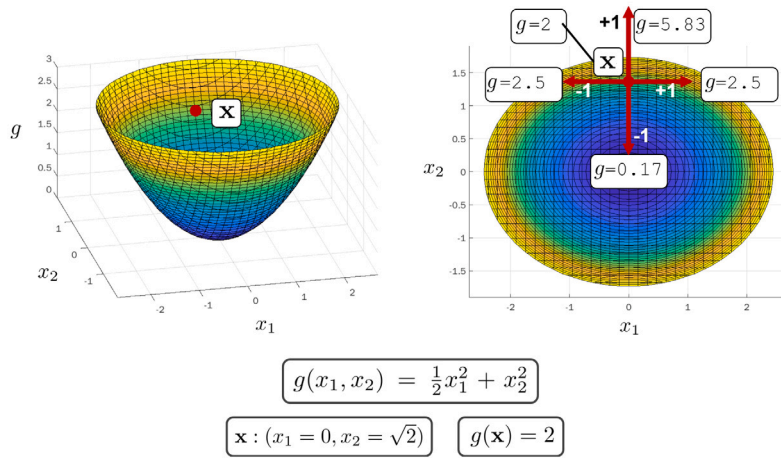 3
2.5
2
1.5
1
0.5
0
g
x
1
0
-1
x₂
-2
-1
0
1
2
x₁
g=2
+1
g=5.83
x
g=2.5
-1
+1
g=2.5
-1
g=0.17
1.5
1
0.5
0
-0.5
-1
-1.5
x₂
-2
-1
0
1
2
x₁
g(x₁, x₂) = ½x₁² + x₂²
x : (x₁ = 0, x₂ = √2)
g(x) = 2